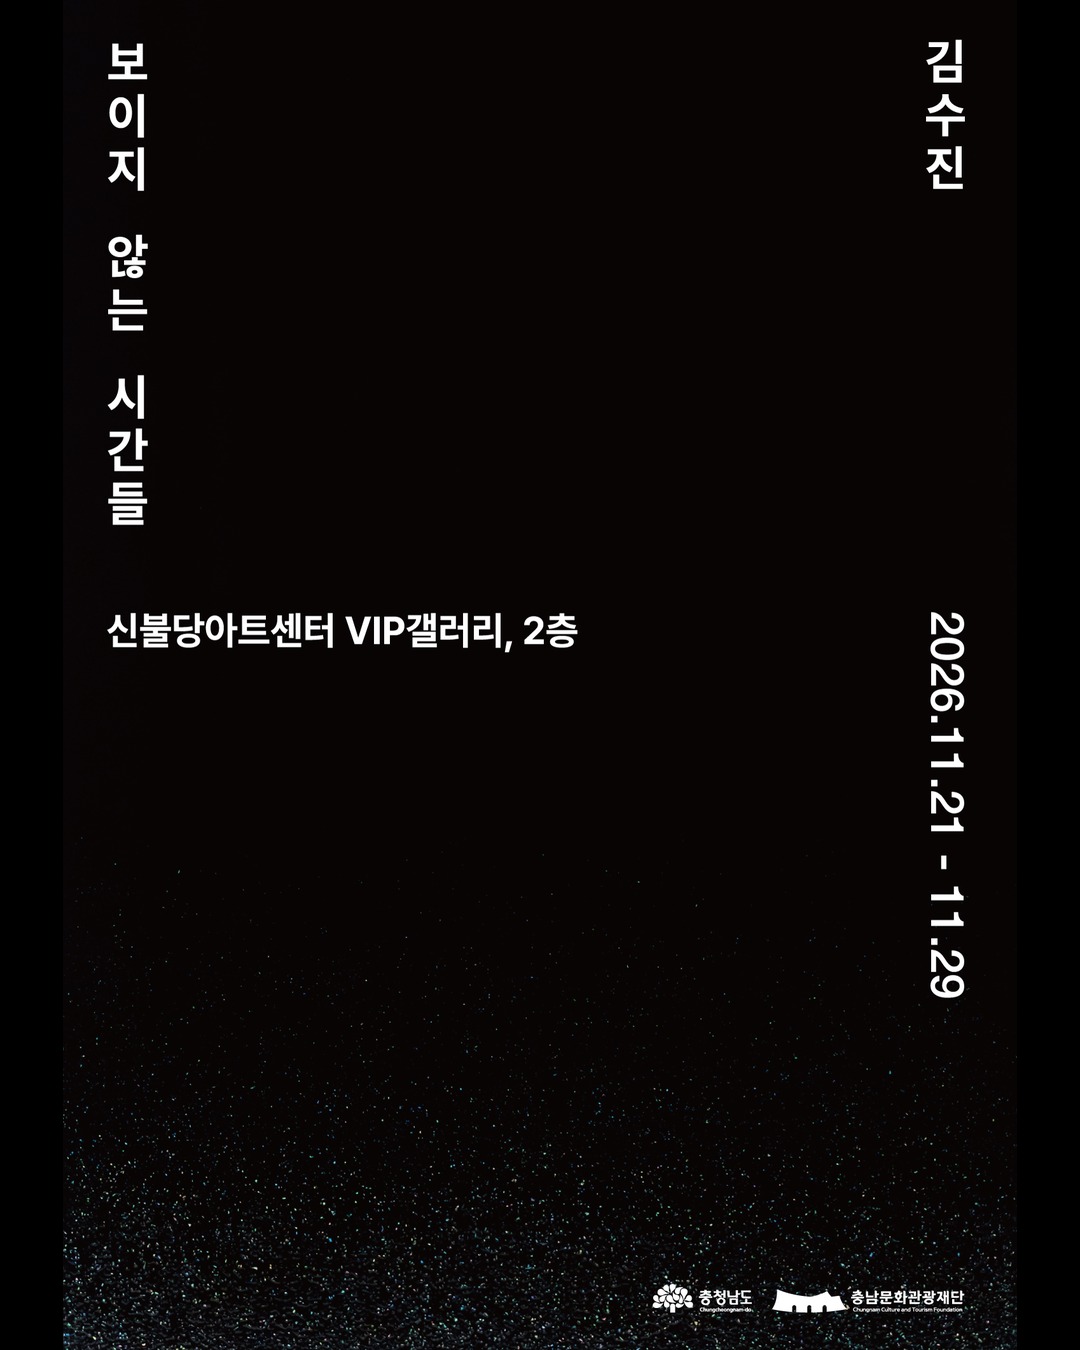 보이지 않는 시간들
김수진
신불당아트센터 VIP갤러리, 2층
2026.11.21 - 11.29
충청남도
Chungcheongnam-do
충남문화관광재단
Chungnam Culture and Tourism Foundation